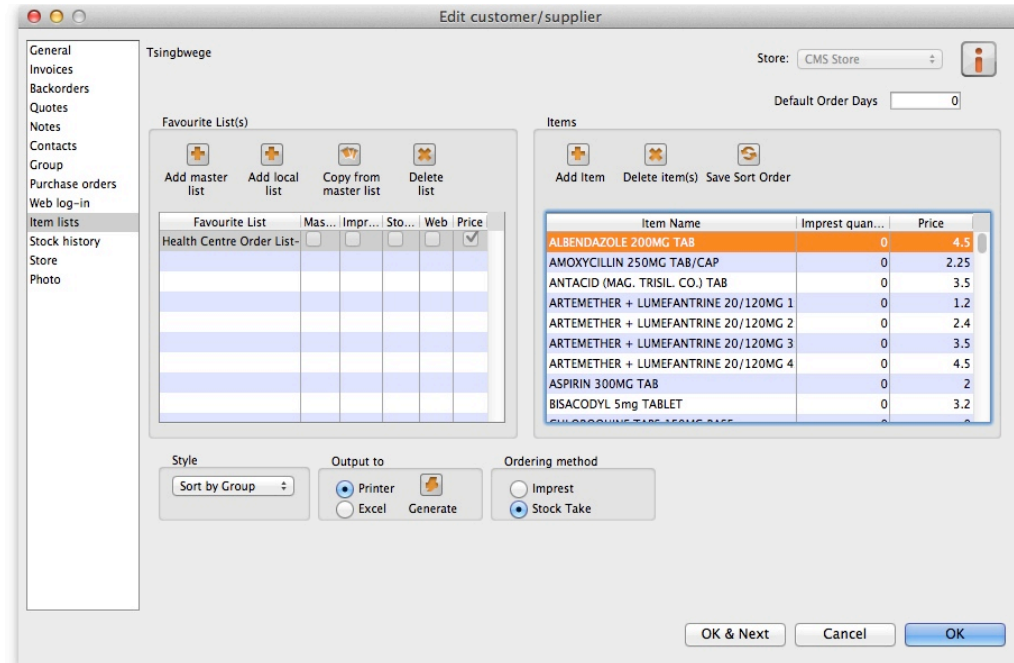 Edit customer/supplier
General
Invoices
Backorders
Quotes
Notes
Contacts
Group
Purchase orders
Web log-in
Item lists
Stock history
Store
Photo
Tsingbwege
Store: CMS Store
Default Order Days 0
Favourite List(s)
Add master list
Add local list
Copy from master list
Delete list
Favourite List Mas... Impr... Sto... Web Price
Health Centre Order List-
Items
Add Item Delete item(s) Save Sort Order
Item Name Imprest quan... Price
ALBENDAZOLE 200MG TAB 0 4.5
AMOXYCILLIN 250MG TAB/CAP 0 2.25
ANTACID (MAG. TRISIL. CO.) TAB 0 3.5
ARTEMETHER + LUMEFANTRINE 20/120MG 1 0 1.2
ARTEMETHER + LUMEFANTRINE 20/120MG 2 0 2.4
ARTEMETHER + LUMEFANTRINE 20/120MG 3 0 3.5
ARTEMETHER + LUMEFANTRINE 20/120MG 4 0 4.5
ASPIRIN 300MG TAB 0 2
BISACODYL 5mg TABLET 0 3.2
Style
Sort by Group
Output to
Printer
Excel
Generate
Ordering method
Imprest
Stock Take
OK & Next Cancel OK